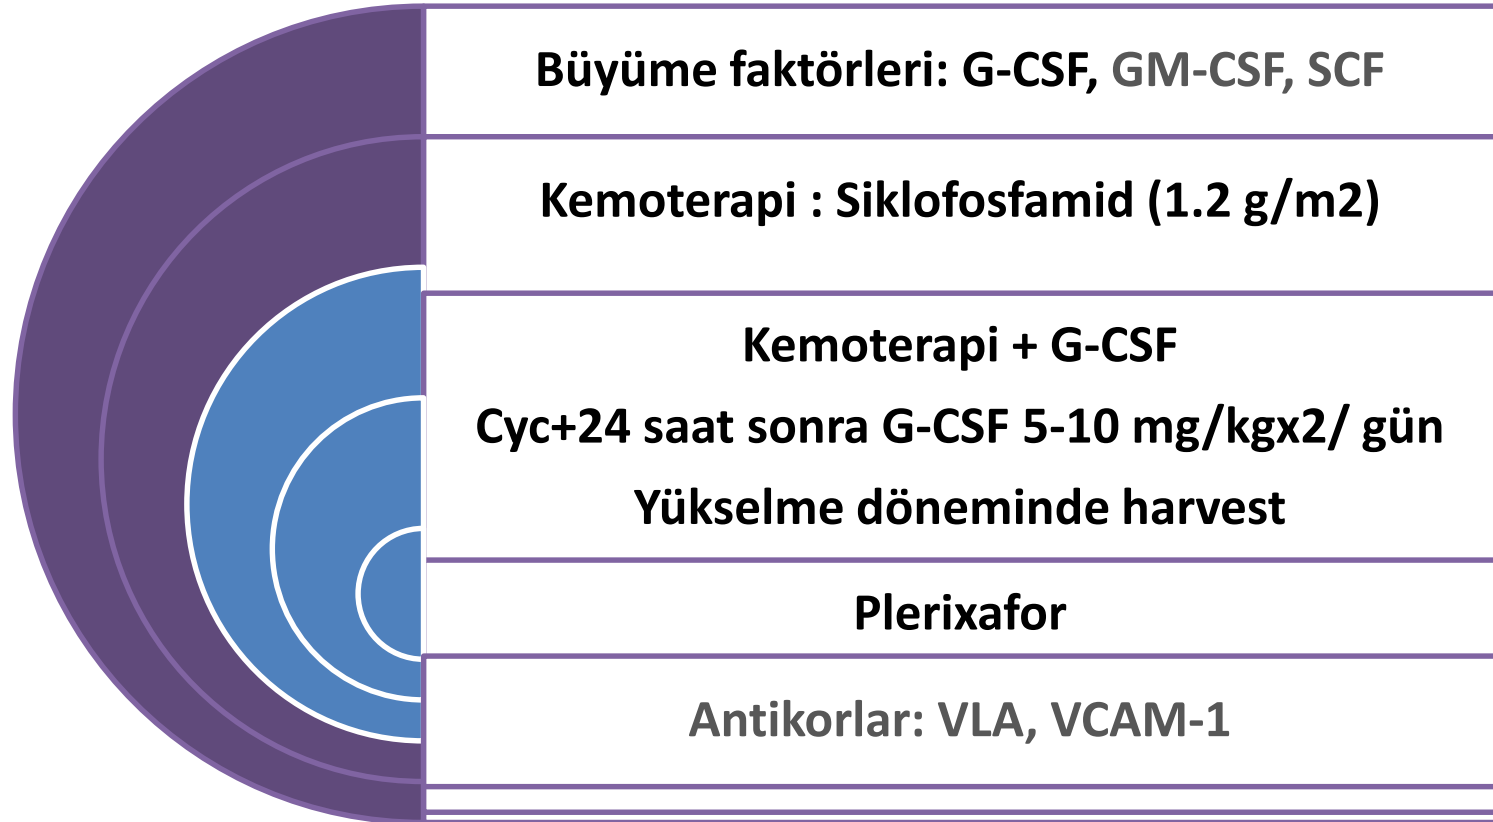 Büyüme faktörleri: G-CSF, GM-CSF, SCF
Kemoterapi : Siklofosfamid (1.2 g/m2)
Kemoterapi + G-CSF
Cyc+24 saat sonra G-CSF 5-10 mg/kgx2/ gün
Yükselme döneminde harvest
Plerixafor
Antikorlar: VLA, VCAM-1